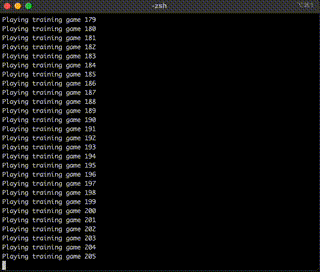 -zsh
Playing training game 179
Playing training game 180
Playing training game 181
Playing training game 182
Playing training game 183
Playing training game 184
Playing training game 185
Playing training game 186
Playing training game 187
Playing training game 188
Playing training game 189
Playing training game 190
Playing training game 191
Playing training game 192
Playing training game 193
Playing training game 194
Playing training game 195
Playing training game 196
Playing training game 197
Playing training game 198
Playing training game 199
Playing training game 200
Playing training game 201
Playing training game 202
Playing training game 203
Playing training game 204
Playing training game 205